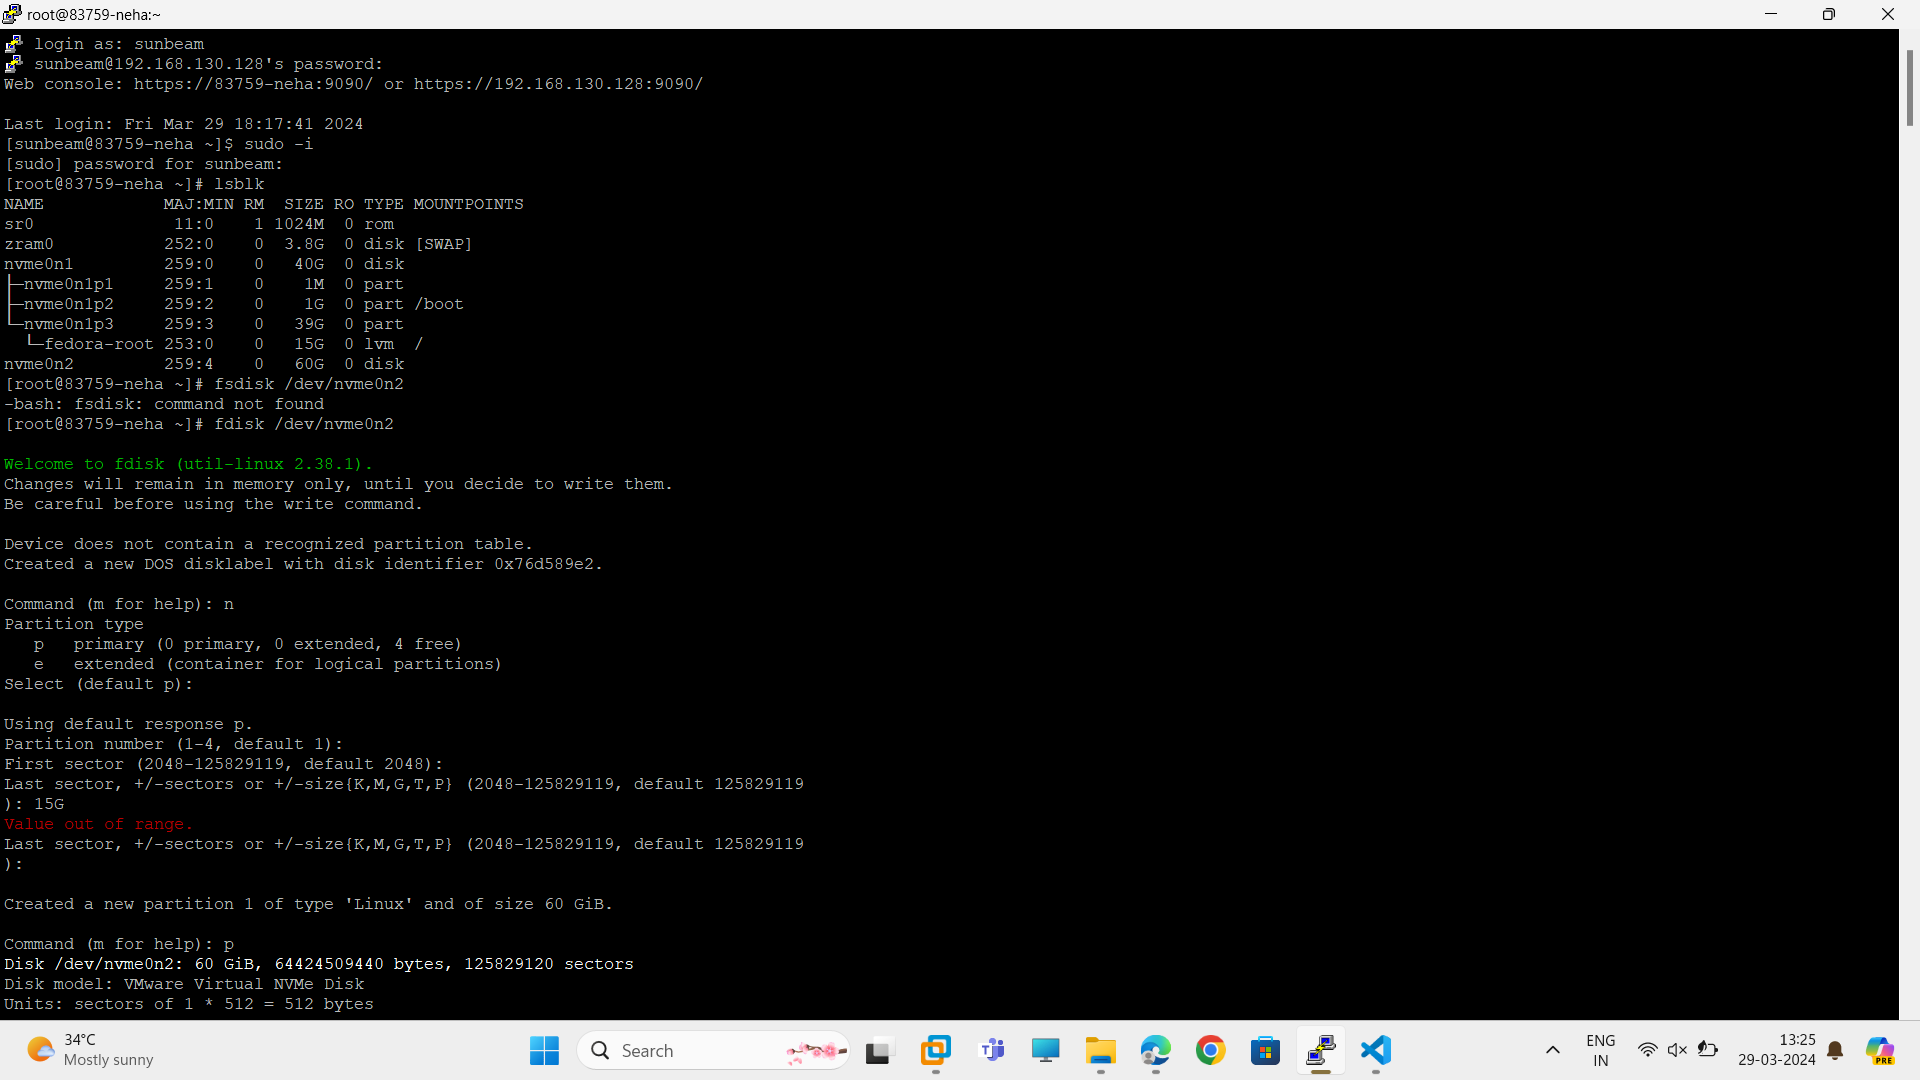 root@83759-neha:~
login as: sunbeam
sunbeam@192.168.130.128's password:
Web console: https://83759-neha:9090/ or https://192.168.130.128:9090/
Last login: Fri Mar 29 18:17:41 2024
[sunbeam@83759-neha ~]$ sudo -i
[sudo] password for sunbeam:
[root@83759-neha ~]# lsblk
NAME            MAJ:MIN RM  SIZE RO TYPE MOUNTPOINTS
sr0              11:0    1 1024M  0 rom
zram0           252:0    0  3.8G  0 disk [SWAP]
nvme0n1         259:0    0   40G  0 disk
├─nvme0n1p1     259:1    0    1M  0 part
├─nvme0n1p2     259:2    0    1G  0 part /boot
└─nvme0n1p3     259:3    0   39G  0 part
  └─fedora-root 253:0    0   15G  0 lvm  /
nvme0n2         259:4    0   60G  0 disk
[root@83759-neha ~]# fsdisk /dev/nvme0n2
-bash: fsdisk: command not found
[root@83759-neha ~]# fdisk /dev/nvme0n2
Welcome to fdisk (util-linux 2.38.1).
Changes will remain in memory only, until you decide to write them.
Be careful before using the write command.
Device does not contain a recognized partition table.
Created a new DOS disklabel with disk identifier 0x76d589e2.
Command (m for help): n
Partition type
   p   primary (0 primary, 0 extended, 4 free)
   e   extended (container for logical partitions)
Select (default p):
Using default response p.
Partition number (1-4, default 1):
First sector (2048-125829119, default 2048):
Last sector, +/-sectors or +/-size{K,M,G,T,P} (2048-125829119, default 125829119
): 15G
Value out of range.
Last sector, +/-sectors or +/-size{K,M,G,T,P} (2048-125829119, default 125829119
):
Created a new partition 1 of type 'Linux' and of size 60 GiB.
Command (m for help): p
Disk /dev/nvme0n2: 60 GiB, 64424509440 bytes, 125829120 sectors
Disk model: VMware Virtual NVMe Disk
Units: sectors of 1 * 512 = 512 bytes
34°C
Mostly sunny
Search
ENG
IN
13:25
29-03-2024
PRE